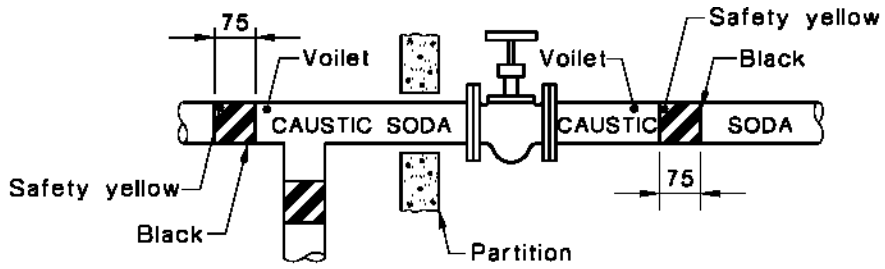 75
Safety yellow
Voilet
Voilet
Black
CAUSTIC SODA
CAUSTIC
SODA
Safety yellow
75
Black
Partition